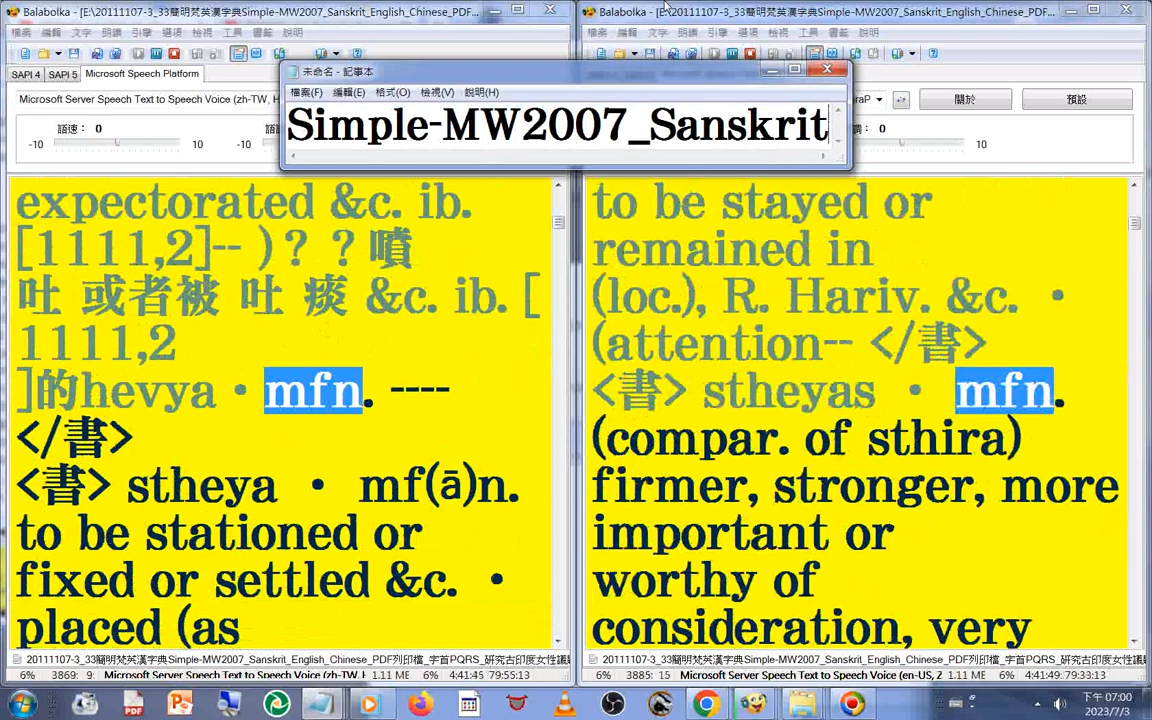 Balabolka - [E:\20111107-3_33簡明梵英漢字典Simple-MW2007_Sanskrit_English_Chinese_PDF...
檔案 編輯 文字 朗讀 引擎 選項 檢視 工具 書籤 說明
SAPI 4 SAPI 5 Microsoft Speech Platform
Microsoft Server Speech Text to Speech Voice (zh-TW, H
語速： 0
-10 10 -10
expectorated &c. ib.
[1111,2]-- )？？噴
吐 或者被 吐 痰 &c. ib. [
1111,2
]的hevya • mfn. ----
</書>
<書> stheya • mf(ā)n.
to be stationed or
fixed or settled &c. •
placed (as
20111107-3_33簡明梵英漢字典Simple-MW2007_Sanskrit_English_Chinese_PDF列印檔_字首PQRS_研究古印度女性議
6% 3869: 9 Microsoft Server Speech Text to Speech Voice (zh-TW, 1.11 MB 6% 4:41:45 79:55:13
未命名 - 記事本
檔案(F) 編輯(E) 格式(O) 檢視(V) 說明(H)
Simple-MW2007_Sanskrit
Balabolka - [E:\20111107-3_33簡明梵英漢字典Simple-MW2007_Sanskrit_English_Chinese_PDF...
檔案 編輯 文字 朗讀 引擎 選項 檢視 工具 書籤 說明
關於 預設
0
10
to be stayed or
remained in
(loc.), R. Hariv. &c. •
(attention-- </書>
<書> stheyas • mfn.
(compar. of sthira)
firmer, stronger, more
important or
worthy of
consideration, very
20111107-3_33簡明梵英漢字典Simple-MW2007_Sanskrit_English_Chinese_PDF列印檔_字首PQRS_研究古印度女性議
6% 3885: 15 Microsoft Server Speech Text to Speech Voice (en-US, 1.11 MB 6% 4:41:49 79:33:13
下午 07:00
2023/7/3